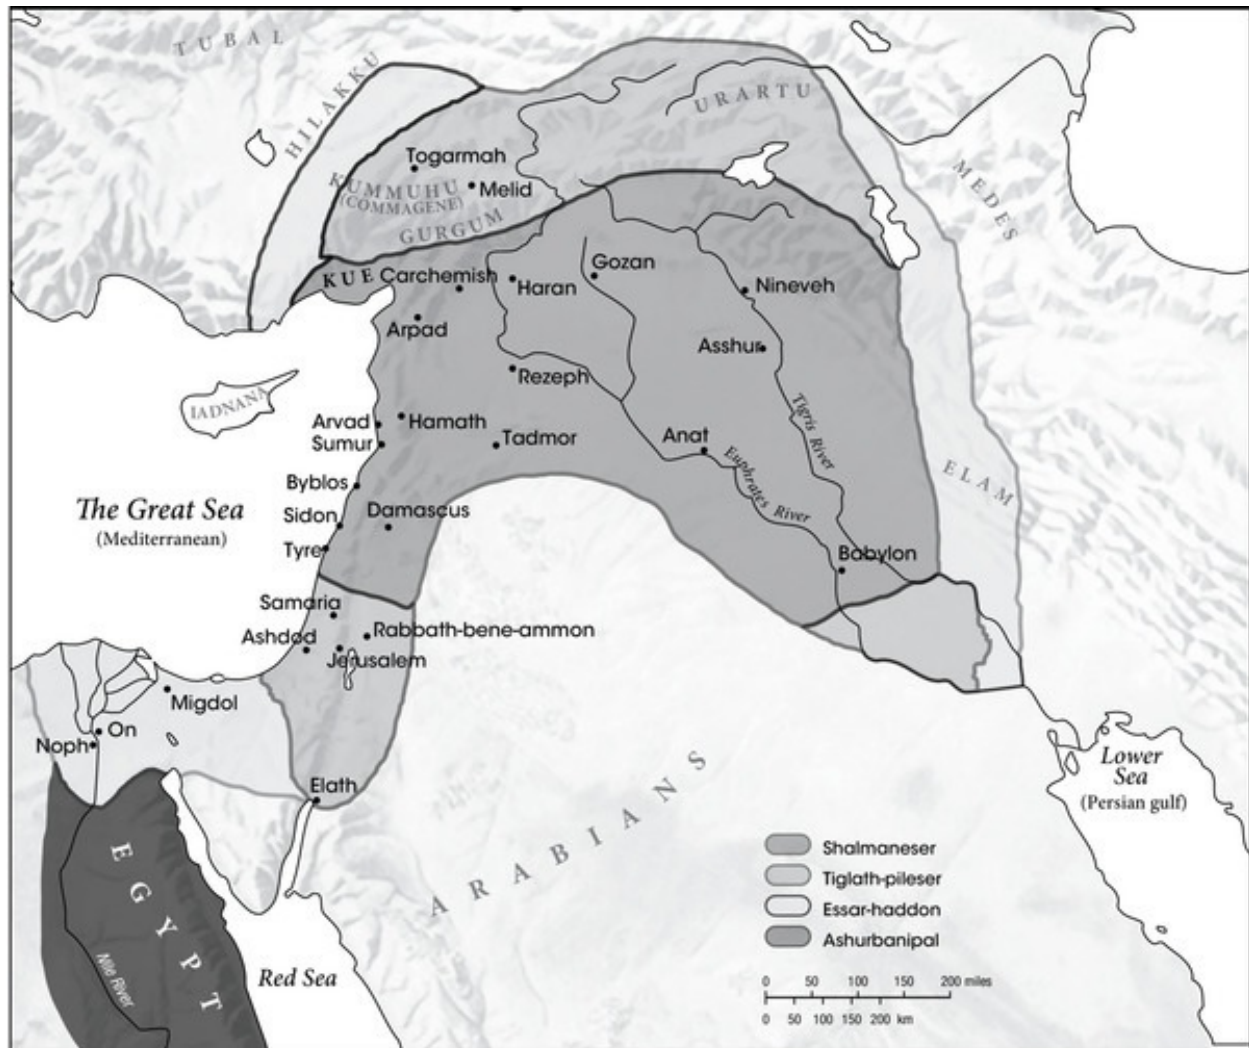 TUBAL
HILAKKU
URARTU
MEDES
Togarmah
KUMMUHU
(COMMAGENE)
Melid
GURGUM
KUE
Carchemish
Haran
Gozan
Nineveh
Arpad
Asshur
Rezeph
IADNANA
Arvad
Hamath
Sumur
Tadmor
Anat
Tigris River
Euphrates River
ELAM
Byblos
The Great Sea
(Mediterranean)
Sidon
Damascus
Tyre
Babylon
Samaria
Ashdod
Rabbath-bene-ammon
Jerusalem
Migdol
On
Noph
Elath
ARABIANS
Lower
Sea
(Persian gulf)
EGYPT
Nile River
Red Sea
Shalmaneser
Tiglath-pileser
Essar-haddon
Ashurbanipal
0 50 100 150 200 miles
0 50 100 150 200 km